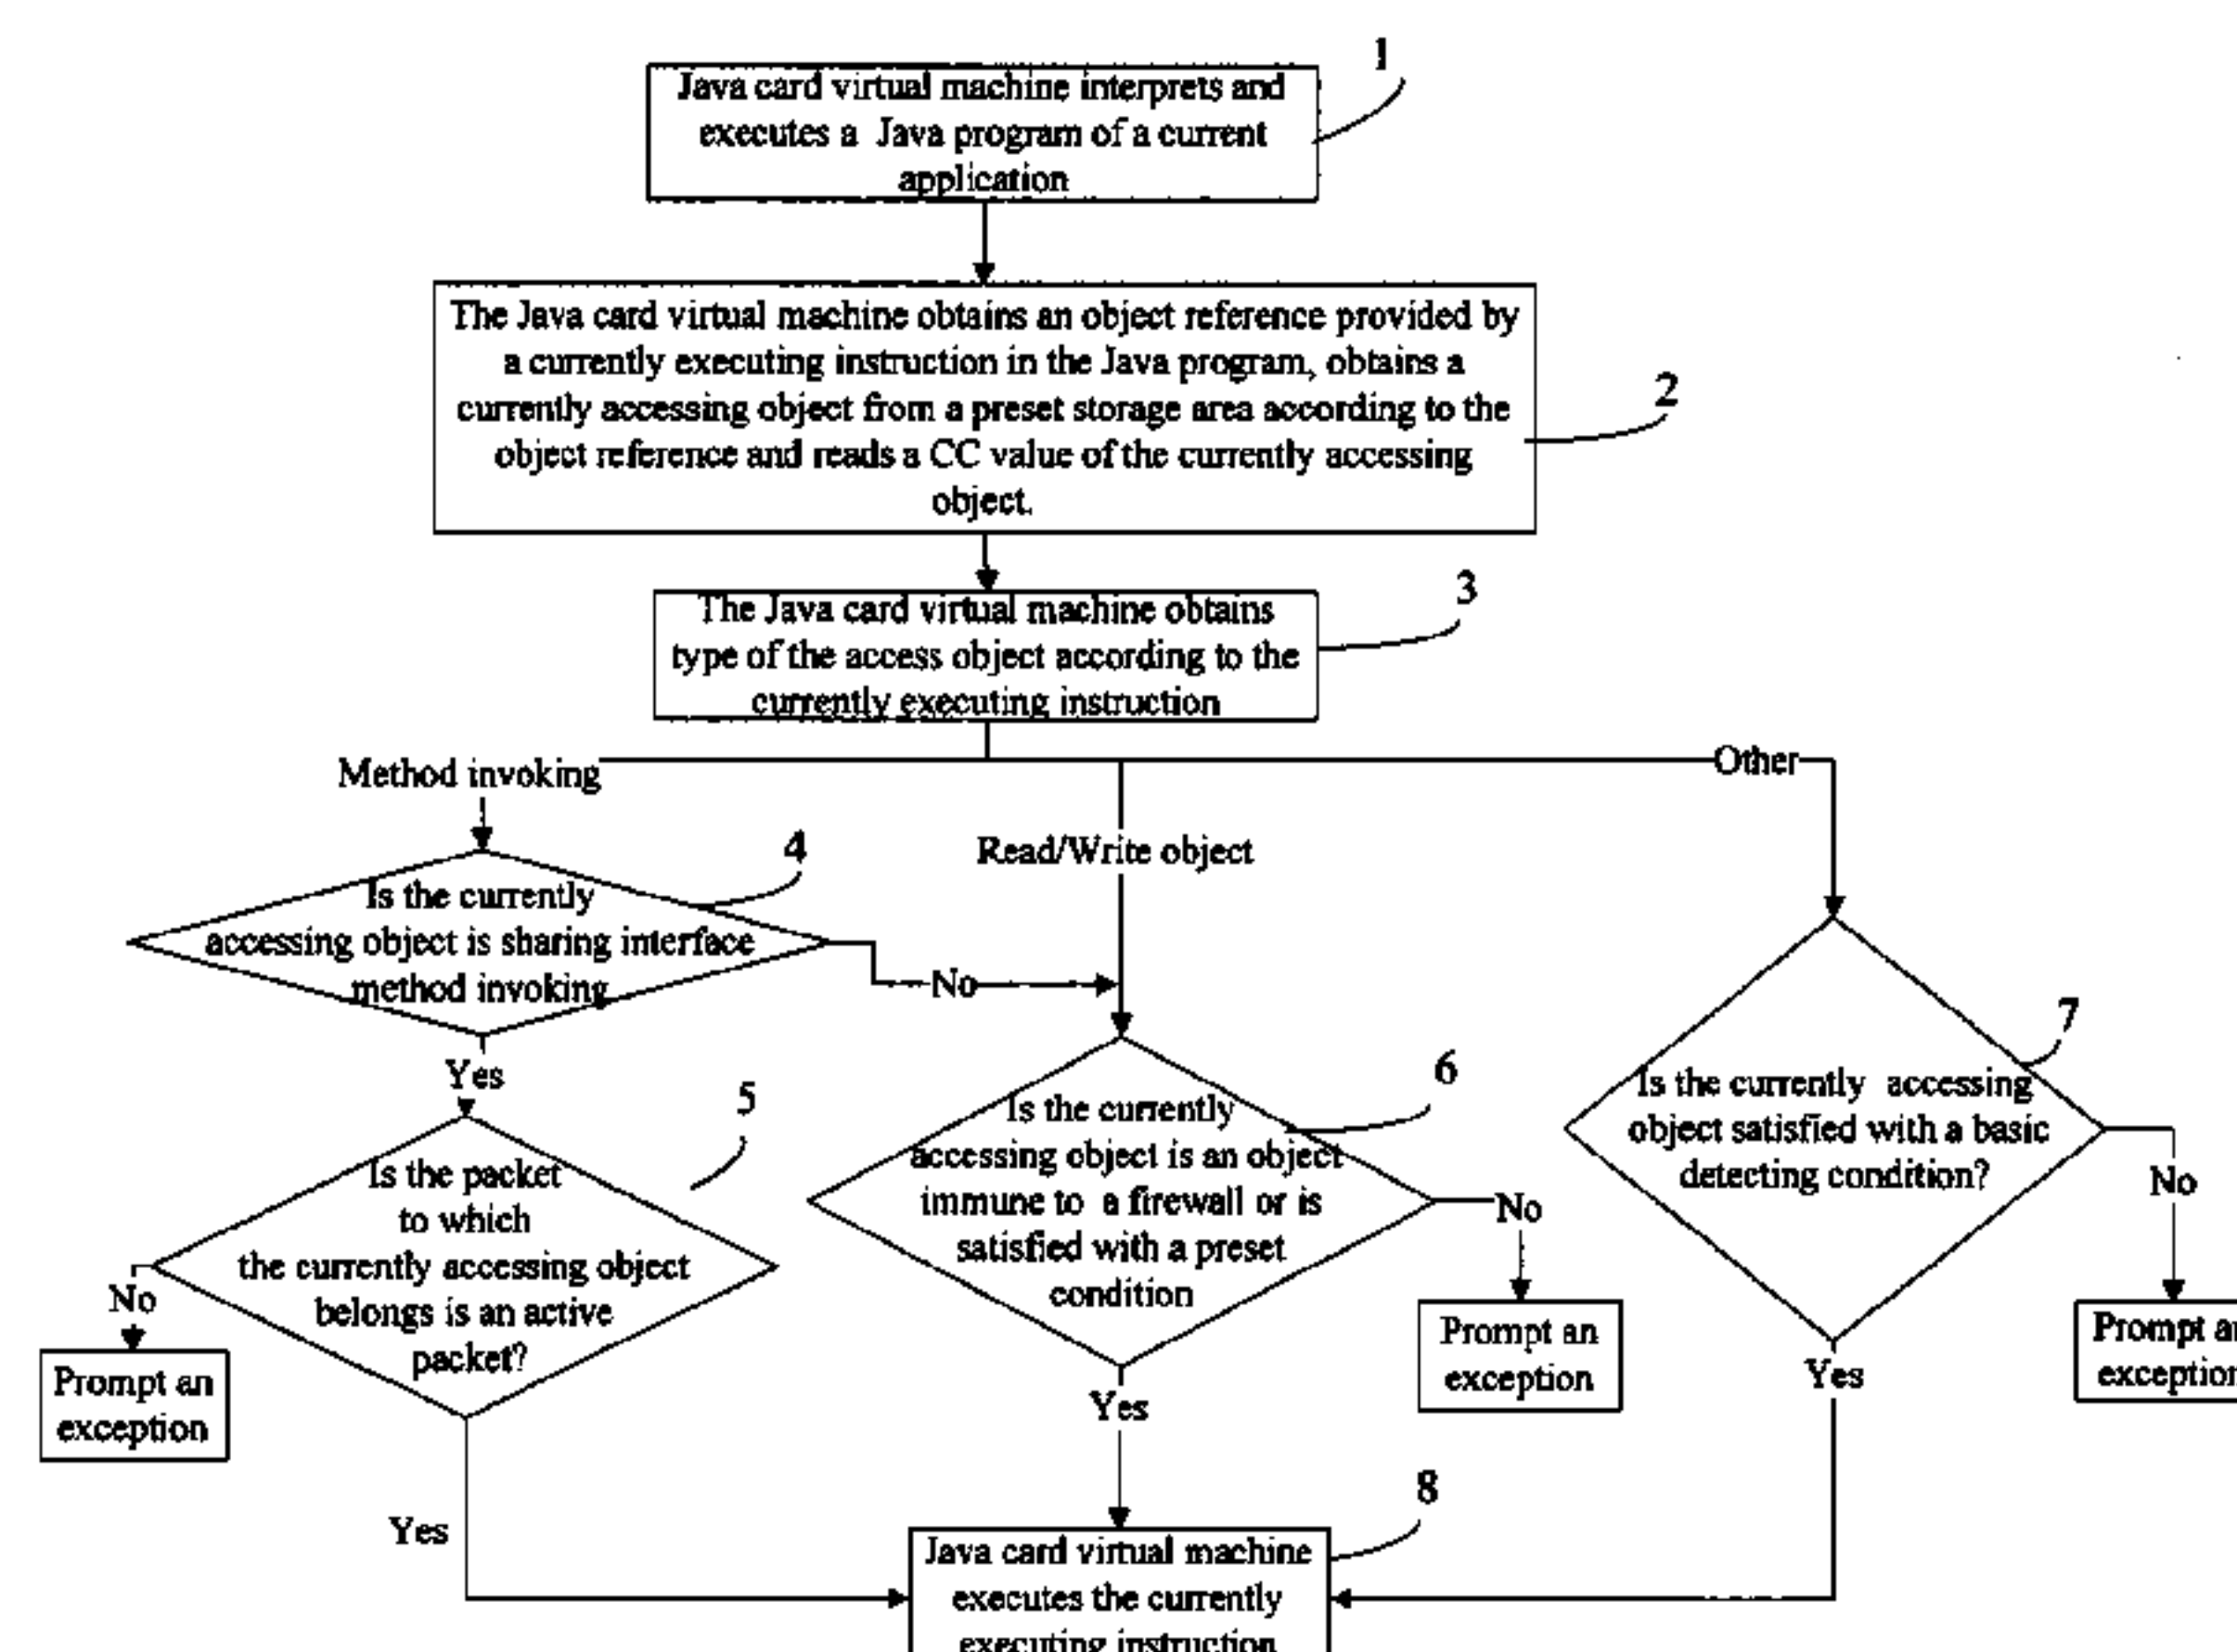 1
Java card virtual machine interprets and
executes a Java program of a current
application
The Java card virtual machine obtains an object reference provided by
a currently executing instruction in the Java program, obtains a
currently accessing object from a preset storage area according to the
object reference and reads a CC value of the currently accessing
object.
2
The Java card virtual machine obtains
type of the access object according to the
currently executing instruction
3
Method invoking
Other
Read/Write object
4
Is the currently
accessing object is sharing interface
method invoking
No
Yes
5
Is the packet
to which
the currently accessing object
belongs is an active
packet?
No
Prompt an
exception
Yes
6
Is the currently
accessing object is an object
immune to a firewall or is
satisfied with a preset
condition
No
Prompt an
exception
Yes
7
Is the currently accessing
object satisfied with a basic
detecting condition?
No
Prompt an
exception
Yes
8
Java card virtual machine
executes the currently
executing instruction